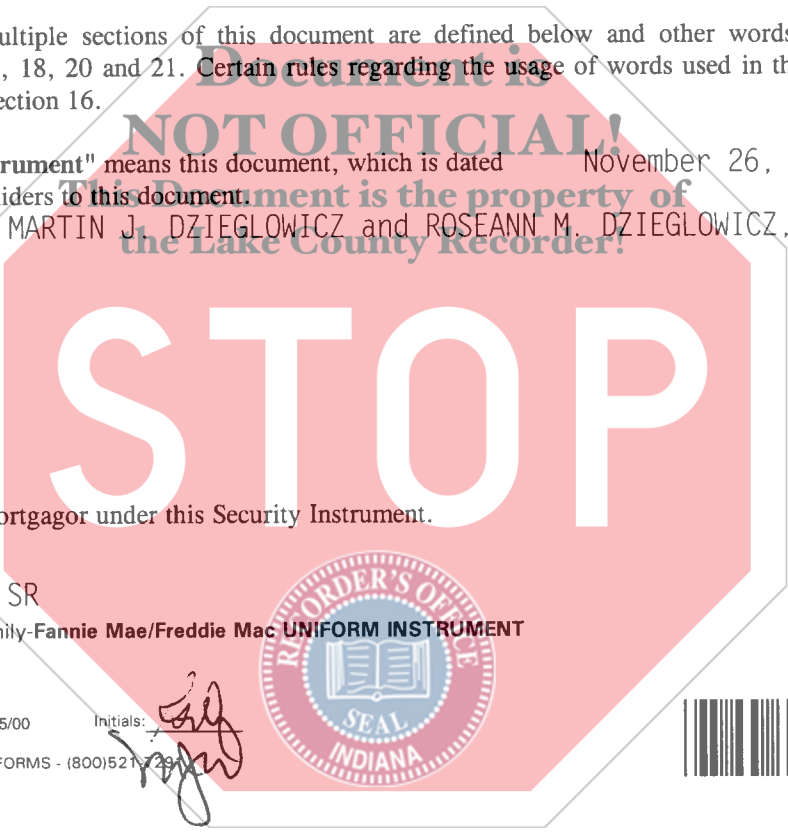 ultiple sections of this document are defined below and other words
, 18, 20 and 21. Certain rules regarding the usage of words used in th
ection 16.
Document is
NOT OFFICIAL!
This Document is the property of
the Lake County Recorder!
rument" means this document, which is dated November 26,
iders to this document.
MARTIN J. DZIEGLOWICZ and ROSEANN M. DZIEGLOWICZ,
STOP
ortgagor under this Security Instrument.
SR
ily-Fannie Mae/Freddie Mac UNIFORM INSTRUMENT
RECORDER'S OFFICE
SEAL
INDIANA
5/00 Initials:
FORMS - (800)521-7291